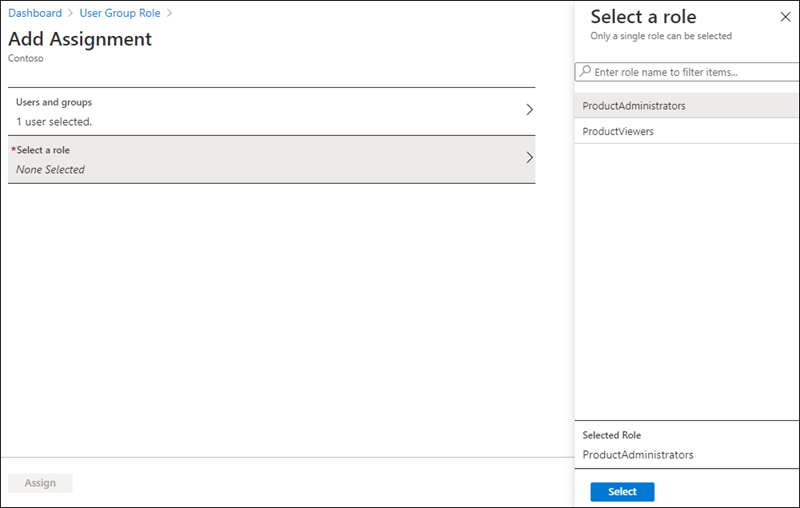 Dashboard > User Group Role >
Add Assignment
Contoso
Users and groups
1 user selected.
*Select a role
None Selected
Assign
Select a role
Only a single role can be selected
Enter role name to filter items...
ProductAdministrators
ProductViewers
Selected Role
ProductAdministrators
Select